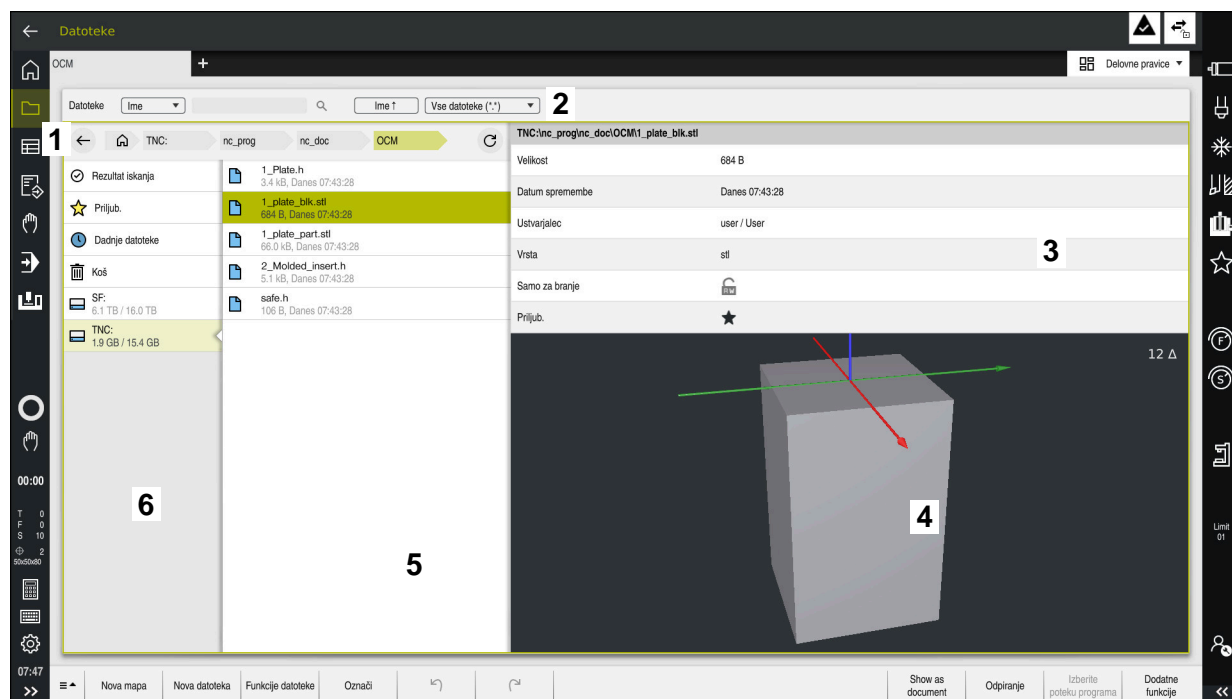 Datoteke
OCM
+
Delovne pravice
Datoteke
Ime
Ime ↑
Vse datoteke (*.*)
2
1
TNC:
nc_prog
nc_doc
OCM
Rezultat iskanja
Priljub.
Dadnje datoteke
Koš
SF:
6.1 TB / 16.0 TB
TNC:
1.9 GB / 15.4 GB
6
1_Plate.h
3.4 kB, Danes 07:43:28
1_plate_blk.stl
684 B, Danes 07:43:28
1_plate_part.stl
66.0 kB, Danes 07:43:28
2_Molded_insert.h
5.1 kB, Danes 07:43:28
safe.h
106 B, Danes 07:43:28
5
TNC:\nc_prog\nc_doc\OCM\1_plate_blk.stl
Velikost 684 B
Datum spremembe Danes 07:43:28
Ustvarjalec user / User
Vrsta stl
3
Samo za branje RW
Priljub.
12 Δ
4
00:00
T 0
F 0
S 10
2
50x50x80
07:47
F
S
Limit
01
Nova mapa
Nova datoteka
Funkcije datoteke
Označi
Show as
document
Odpiranje
Izberite
poteku programa
Dodatne
funkcije